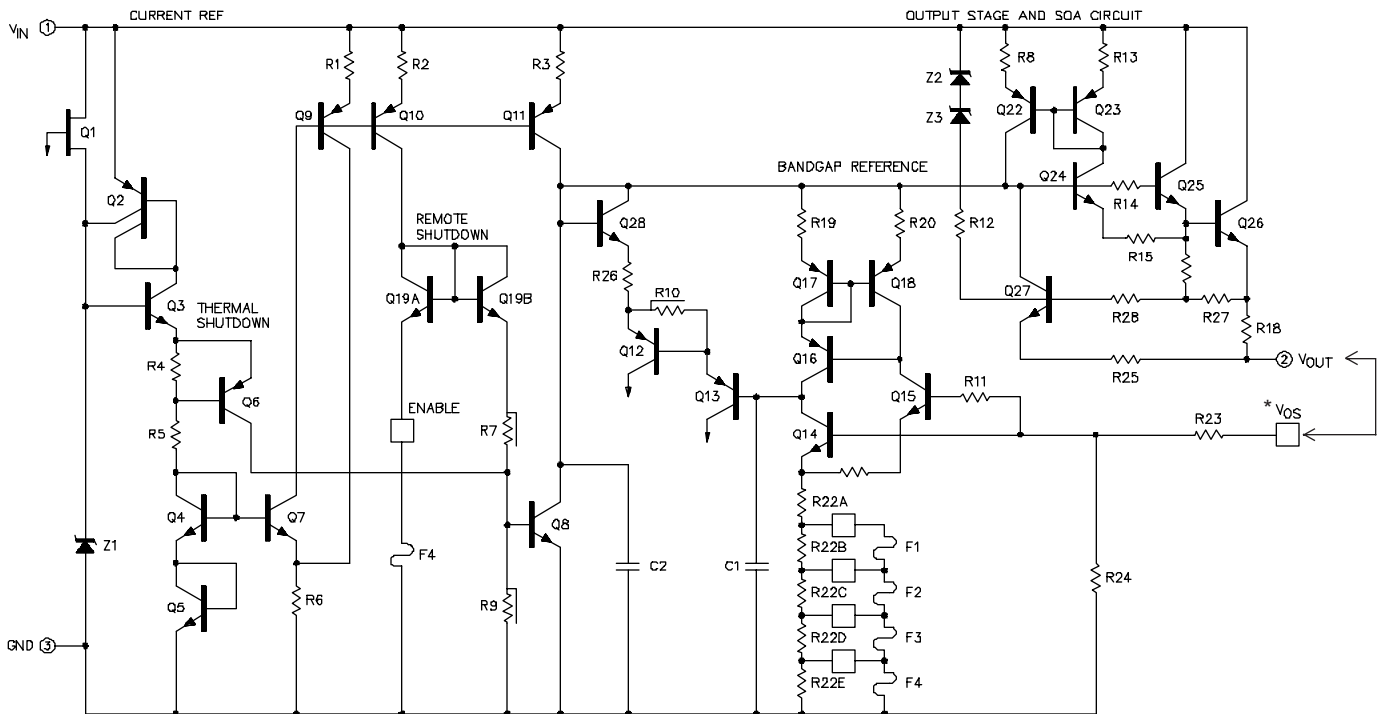 CURRENT REF
OUTPUT STAGE AND SOA CIRCUIT
VIN 1
R1
R2
R3
R8
R13
Z2
Q1
Q9
Q10
Q11
Z3
Q22
Q23
BANDGAP REFERENCE
Q24
Q25
Q2
R14
Q28
R19
R20
R12
Q26
REMOTE
SHUTDOWN
R15
R26
Q17
Q18
Q3
Q19A
Q19B
R10
Q27
R28
R27
R18
THERMAL
SHUTDOWN
Q12
Q16
2 VOUT
R4
R25
Q6
Q13
R11
Q15
ENABLE
* VOS
R5
R7
Q14
R23
Q4
Q7
Q8
R22A
Z1
F4
R22B
F1
C2
C1
R24
Q5
R6
R9
R22C
F2
R22D
F3
GND 3
R22E
F4